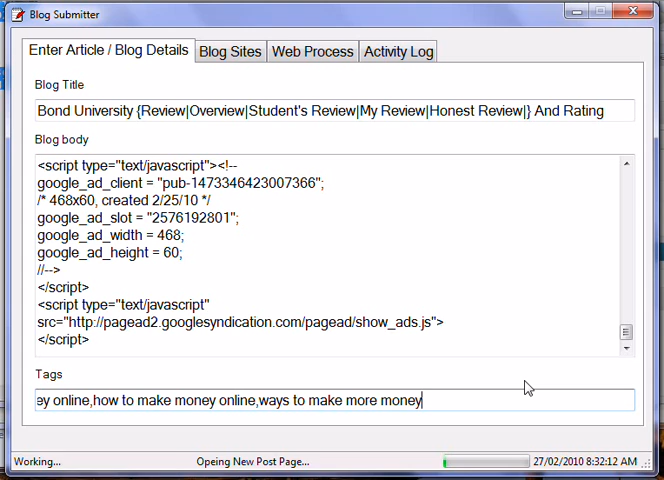 Blog Submitter
Enter Article / Blog Details
Blog Sites
Web Process
Activity Log
Blog Title
Bond University {Review|Overview|Student's Review|My Review|Honest Review|} And Rating
Blog body
<script type="text/javascript"><!--
google_ad_client = "pub-1473346423007366";
/* 468x60, created 2/25/10 */
google_ad_slot = "2576192801";
google_ad_width = 468;
google_ad_height = 60;
//-->
</script>
<script type="text/javascript"
src="http://pagead2.googlesyndication.com/pagead/show_ads.js">
</script>
Tags
ey online,how to make money online,ways to make more money
Working...
Opeing New Post Page...
27/02/2010 8:32:12 AM